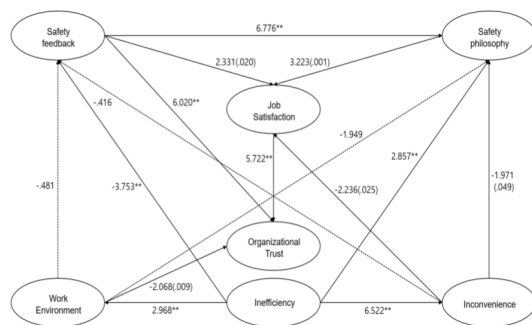 6.776**
Safety
feedback
Safety
philosophy
2.331(.020)
3.223(.001)
-.416
6.020**
Job
Satisfaction
-1.949
5.722**
2.857**
-3.753**
-2.236(.025)
-1.971
(.049)
-.481
Organizational
Trust
-2.068(.009)
Work
Environment
2.968**
Inefficiency
6.522**
Inconvenience